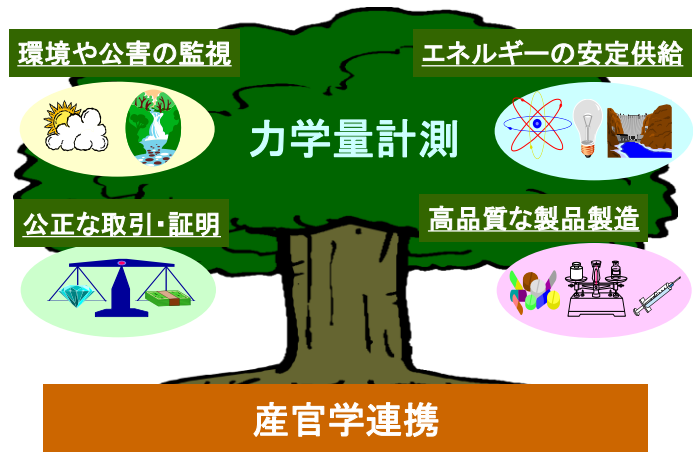 環境や公害の監視
エネルギーの安定供給
力学量計測
公正な取引・証明
高品質な製品製造
産官学連携